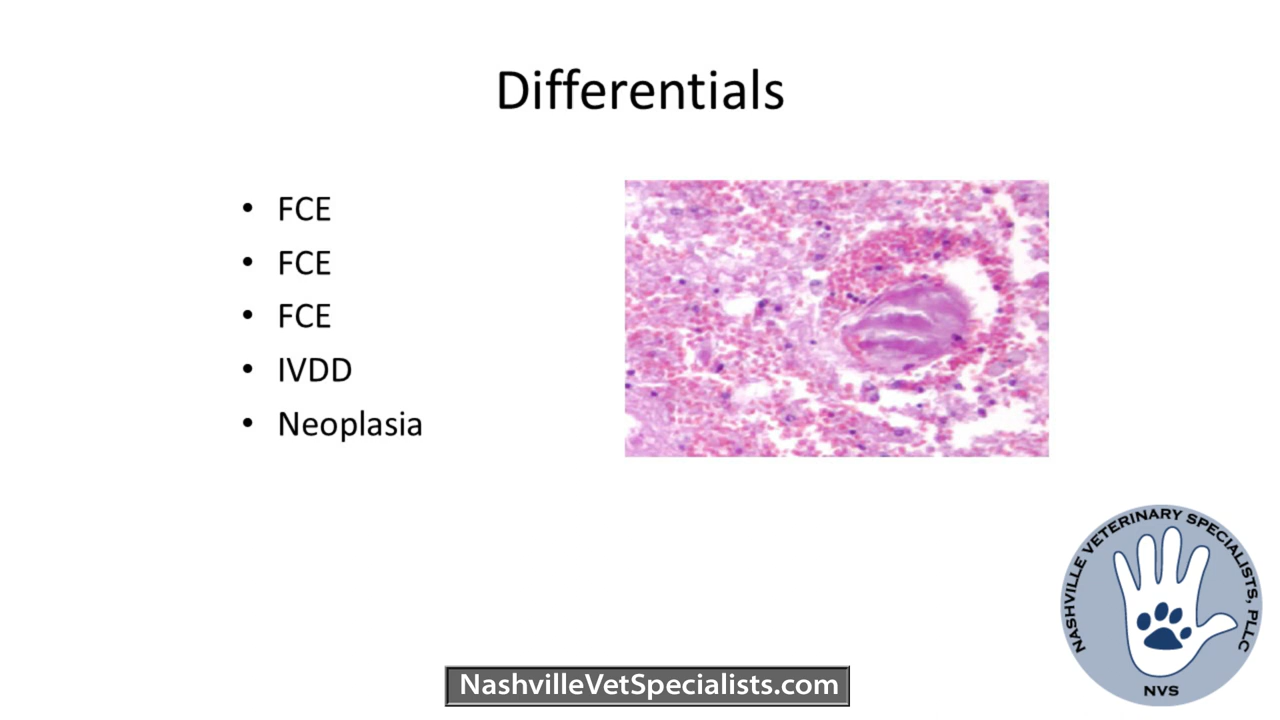 Differentials
• FCE
• FCE
• FCE
• IVDD
• Neoplasia
NASHVILLE VETERINARY SPECIALISTS, PLLC
NVS
NashvilleVetSpecialists.com